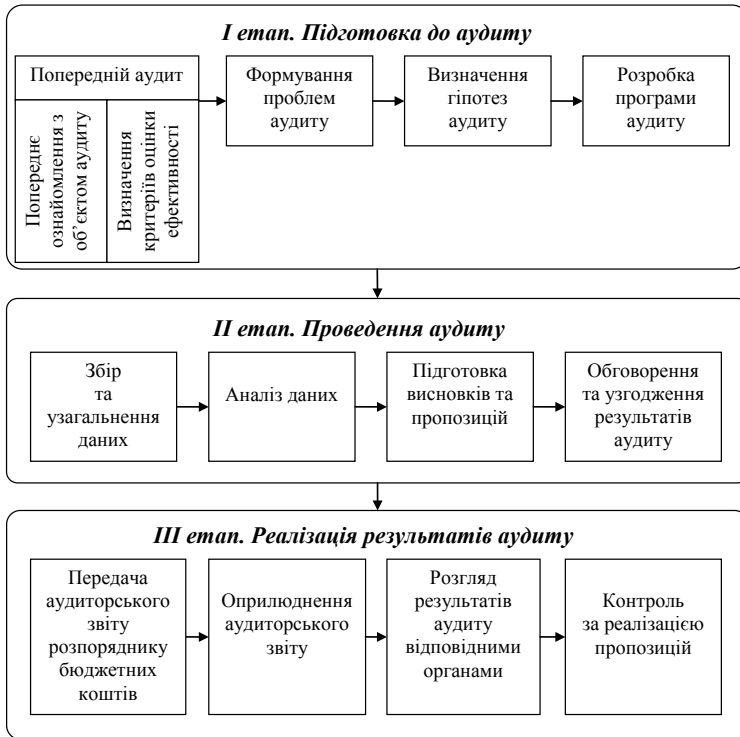 I етап. Підготовка до аудиту
Попередній аудит
Попереднє
ознайомлення з
об’єктом аудиту
Визначення
критеріїв оцінки
ефективності
Формування
проблем
аудиту
Визначення
гіпотез
аудиту
Розробка
програми
аудиту
II етап. Проведення аудиту
Збір
та
узагальнення
даних
Аналіз даних
Підготовка
висновків та
пропозицій
Обговорення
та узгодження
результатів
аудиту
III етап. Реалізація результатів аудиту
Передача
аудиторського
звіту
розпоряднику
бюджетних
коштів
Оприлюднення
аудиторського
звіту
Розгляд
результатів
аудиту
відповідними
органами
Контроль
за реалізацією
пропозицій